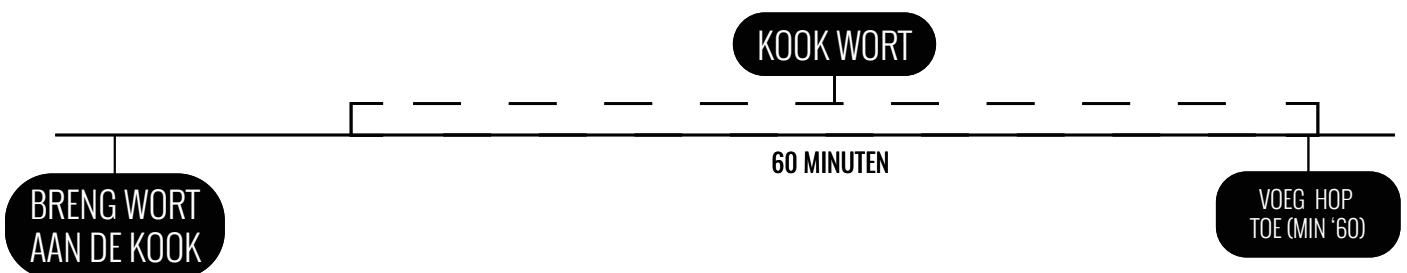 KOOK WORT
60 MINUTEN
BRENG WORT
AAN DE KOOK
VOEG HOP
TOE (MIN ‘60)